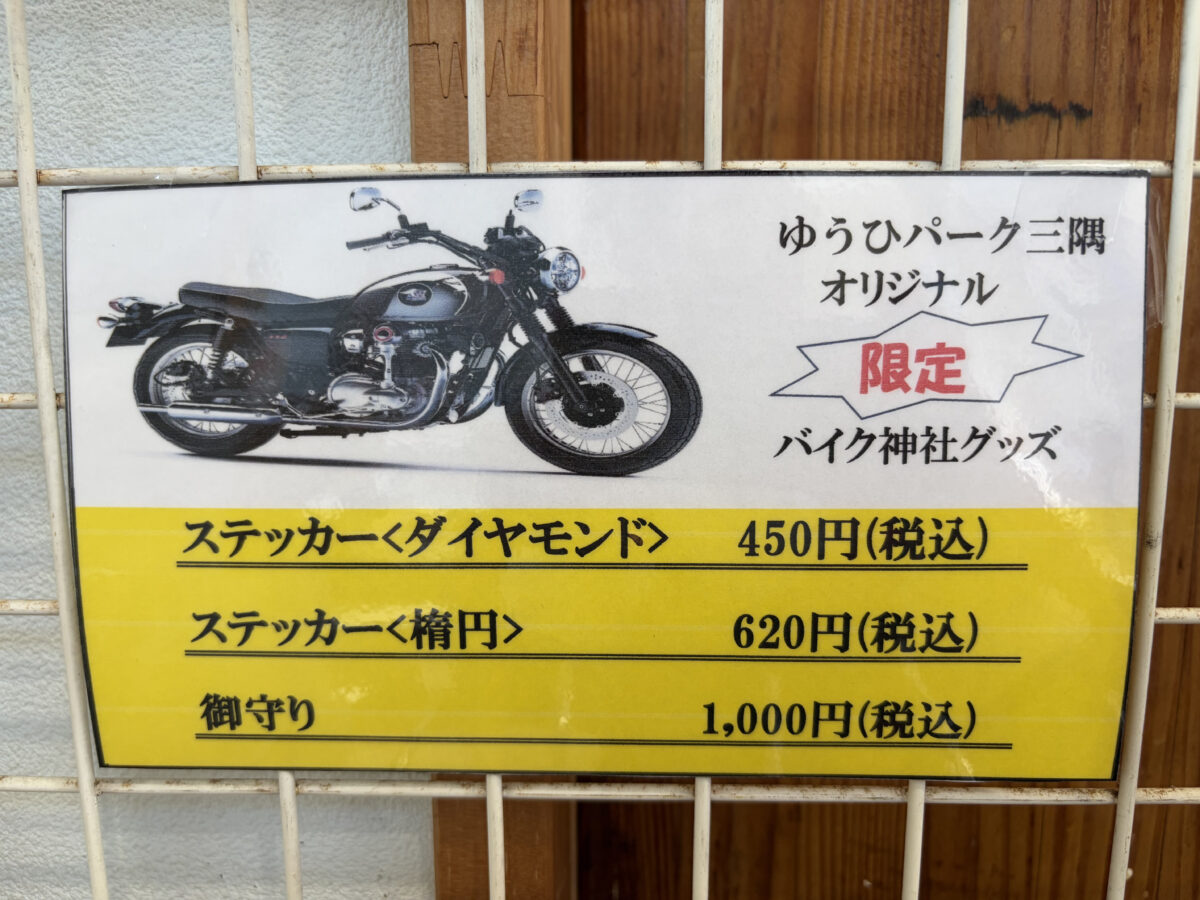 ゆうひパーク三隅
オリジナル
限定
バイク神社グッズ
ステッカー<ダイヤモンド> 450円(税込)
ステッカー<楕円> 620円(税込)
御守り 1,000円(税込)